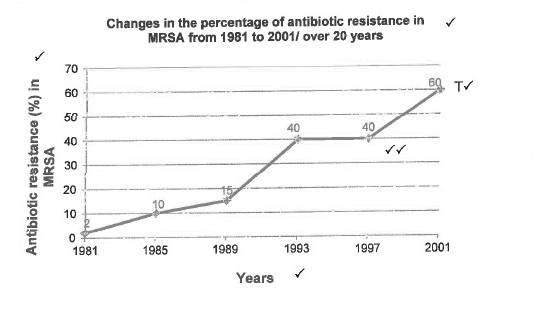 Changes in the percentage of antibiotic resistance in ✓
MRSA from 1981 to 2001/ over 20 years
✓
Antibiotic resistance (%) in
MRSA
70
60
50
40
30
20
10
0
2
10
15
40
40
60
T✓
✓✓
1981 1985 1989 1993 1997 2001
Years ✓